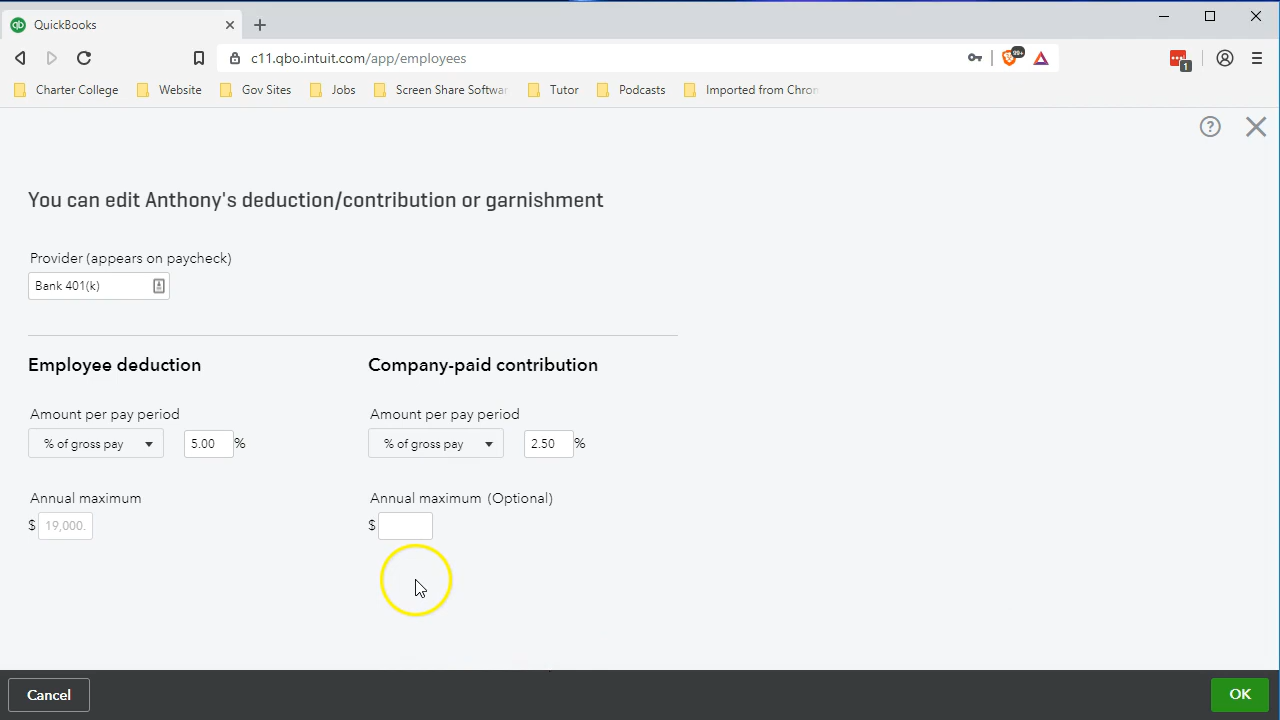 QuickBooks
c11.qbo.intuit.com/app/employees
99+
1
Charter College Website Gov Sites Jobs Screen Share Softwar Tutor Podcasts Imported from Chrom
You can edit Anthony's deduction/contribution or garnishment
Provider (appears on paycheck)
Bank 401(k)
Employee deduction Company-paid contribution
Amount per pay period Amount per pay period
% of gross pay 5.00 % % of gross pay 2.50 %
Annual maximum Annual maximum (Optional)
$ 19,000. $
Cancel OK